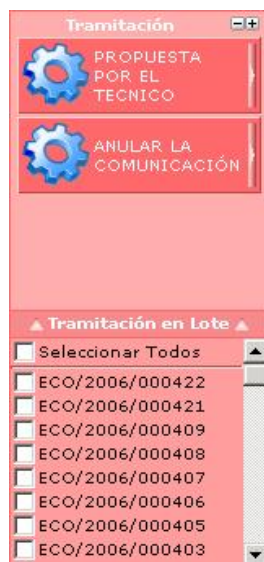 Tramitación
PROPUESTA
POR EL
TECNICO
ANULAR LA
COMUNICACIÓN
Tramitación en Lote
Seleccionar Todos
ECO/2006/000422
ECO/2006/000421
ECO/2006/000409
ECO/2006/000408
ECO/2006/000407
ECO/2006/000406
ECO/2006/000405
ECO/2006/000403